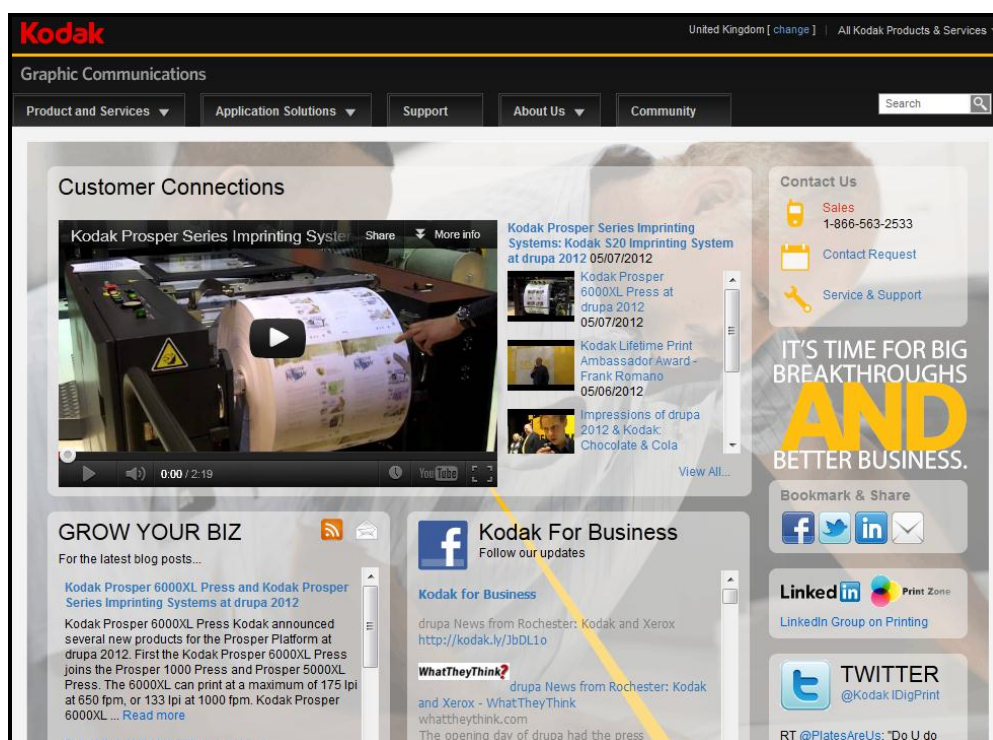 Kodak
United Kingdom [ change ] | All Kodak Products & Services
Graphic Communications
Product and Services
Application Solutions
Support
About Us
Community
Search
Customer Connections
Kodak Prosper Series Imprinting Syste
Share
More info
0:00 / 2:19
YouTube
Kodak Prosper Series Imprinting
Systems: Kodak S20 Imprinting System
at drupa 2012 05/07/2012
Kodak Prosper
6000XL Press at
drupa 2012
05/07/2012
Kodak Lifetime Print
Ambassador Award -
Frank Romano
05/06/2012
Impressions of drupa
2012 & Kodak:
Chocolate & Cola
View All...
Contact Us
Sales
1-866-563-2533
Contact Request
Service & Support
IT'S TIME FOR BIG
BREAKTHROUGHS
AND
BETTER BUSINESS.
Bookmark & Share
Linked in
Print Zone
LinkedIn Group on Printing
TWITTER
@Kodak IDigPrint
RT @PlatesAreUs: "Do U do
GROW YOUR BIZ
For the latest blog posts...
Kodak Prosper 6000XL Press and Kodak Prosper
Series Imprinting Systems at drupa 2012
Kodak Prosper 6000XL Press Kodak announced
several new products for the Prosper Platform at
drupa 2012. First the Kodak Prosper 6000XL Press
joins the Prosper 1000 Press and Prosper 5000XL
Press. The 6000XL can print at a maximum of 175 lpi
at 650 fpm, or 133 lpi at 1000 fpm. Kodak Prosper
6000XL ... Read more
Kodak For Business
Follow our updates
Kodak for Business
drupa News from Rochester: Kodak and Xerox
http://kodak.ly/JbDL1o
WhatTheyThink?
drupa News from Rochester: Kodak
and Xerox - WhatTheyThink
whattheythink.com
The opening day of drupa had the press